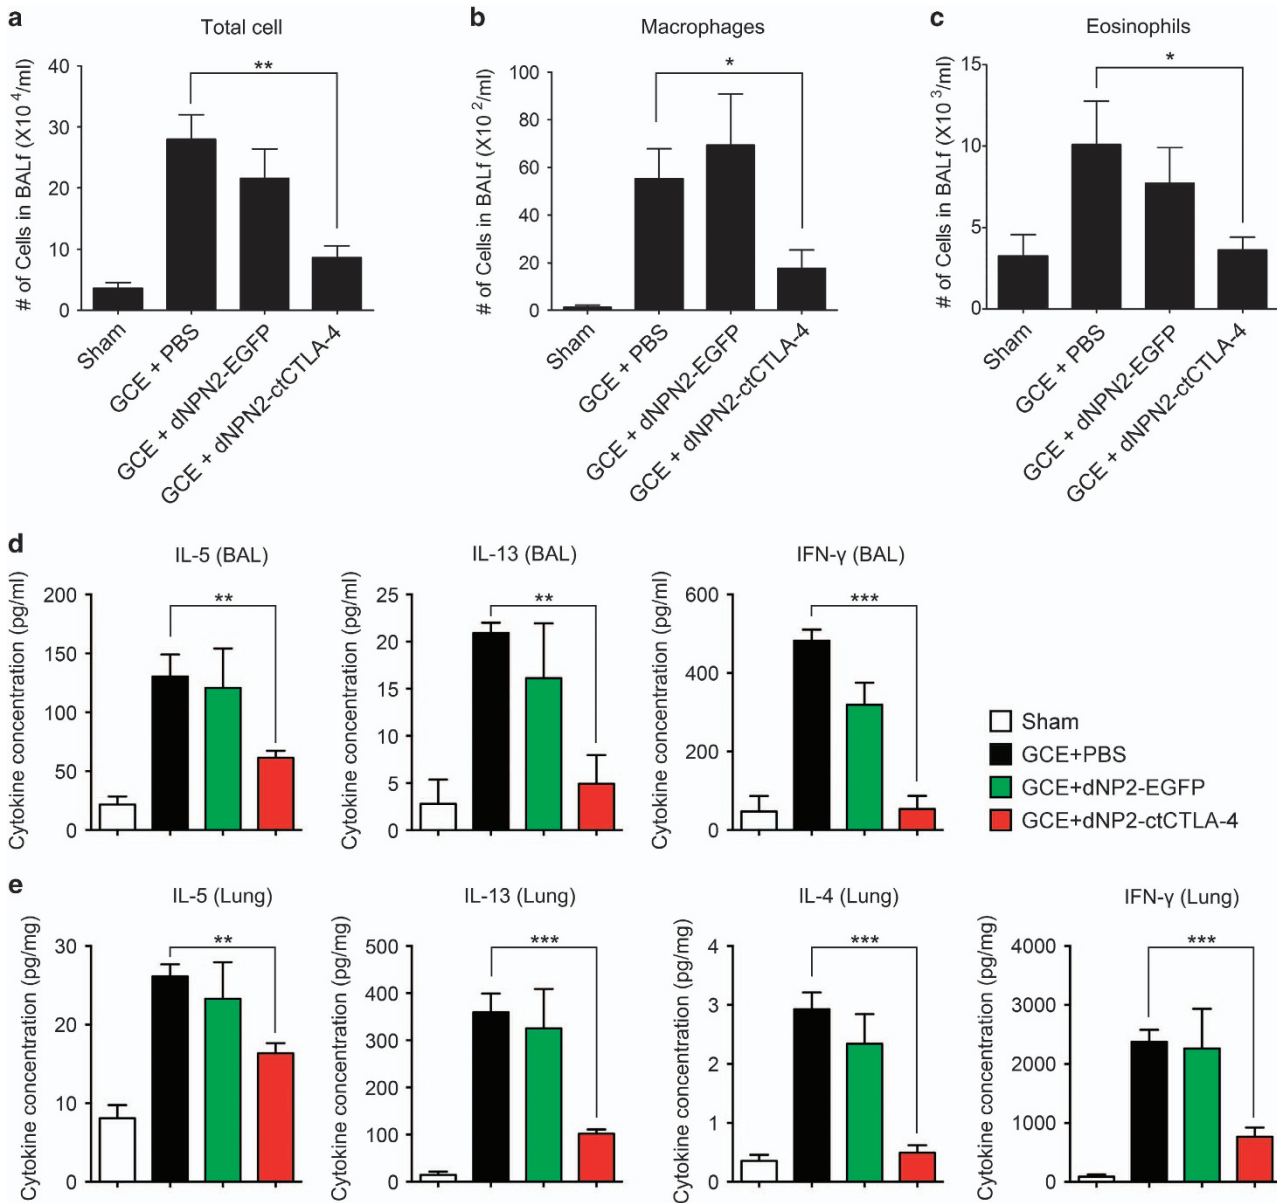 a
Total cell
# of Cells in BALf (X10 4/ml)
40
30
20
10
0
**
Sham
GCE + PBS
GCE + dNPN2-EGFP
GCE + dNPN2-ctCTLA-4
b
Macrophages
# of Cells in BALf (X10 2/ml)
100
80
60
40
20
0
*
Sham
GCE + PBS
GCE + dNPN2-EGFP
GCE + dNPN2-ctCTLA-4
c
Eosinophils
# of Cells in BALf (X10 3/ml)
15
10
5
0
*
Sham
GCE + PBS
GCE + dNPN2-EGFP
GCE + dNPN2-ctCTLA-4
d
IL-5 (BAL)
Cytokine concentration (pg/ml)
200
150
100
50
0
**
IL-13 (BAL)
Cytokine concentration (pg/ml)
25
20
15
10
5
0
**
IFN-γ (BAL)
Cytokine concentration (pg/ml)
600
400
200
0
***
Sham
GCE+PBS
GCE+dNP2-EGFP
GCE+dNP2-ctCTLA-4
e
IL-5 (Lung)
Cytokine concentration (pg/mg)
30
20
10
0
**
IL-13 (Lung)
Cytokine concentration (pg/mg)
500
400
300
200
100
0
***
IL-4 (Lung)
Cytokine concentration (pg/mg)
4
3
2
1
0
***
IFN-γ (Lung)
Cytokine concentration (pg/mg)
4000
3000
2000
1000
0
***